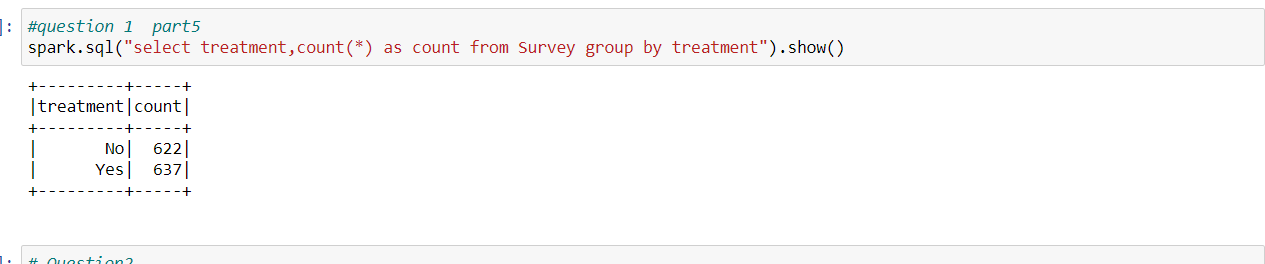 ]: #question 1  part5
spark.sql("select treatment,count(*) as count from Survey group by treatment").show()
+---------+-----+
|treatment|count|
+---------+-----+
|       No|  622|
|      Yes|  637|
+---------+-----+
]: # Question2